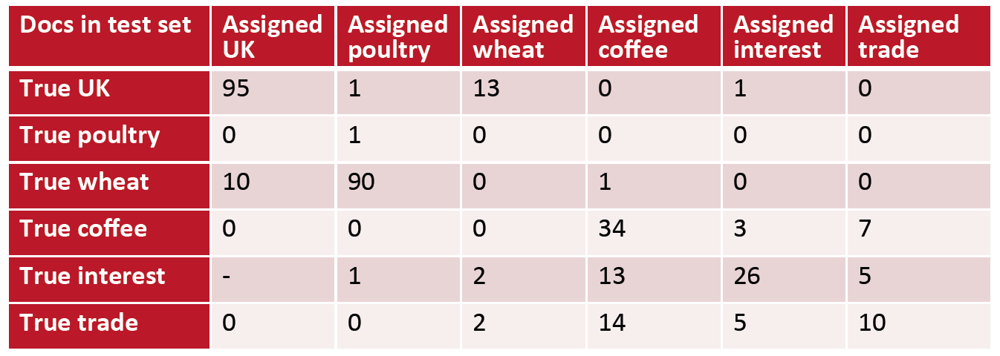 Docs in test set Assigned UK Assigned poultry Assigned wheat Assigned coffee Assigned interest Assigned trade
True UK 95 1 13 0 1 0
True poultry 0 1 0 0 0 0
True wheat 10 90 0 1 0 0
True coffee 0 0 0 34 3 7
True interest - 1 2 13 26 5
True trade 0 0 2 14 5 10